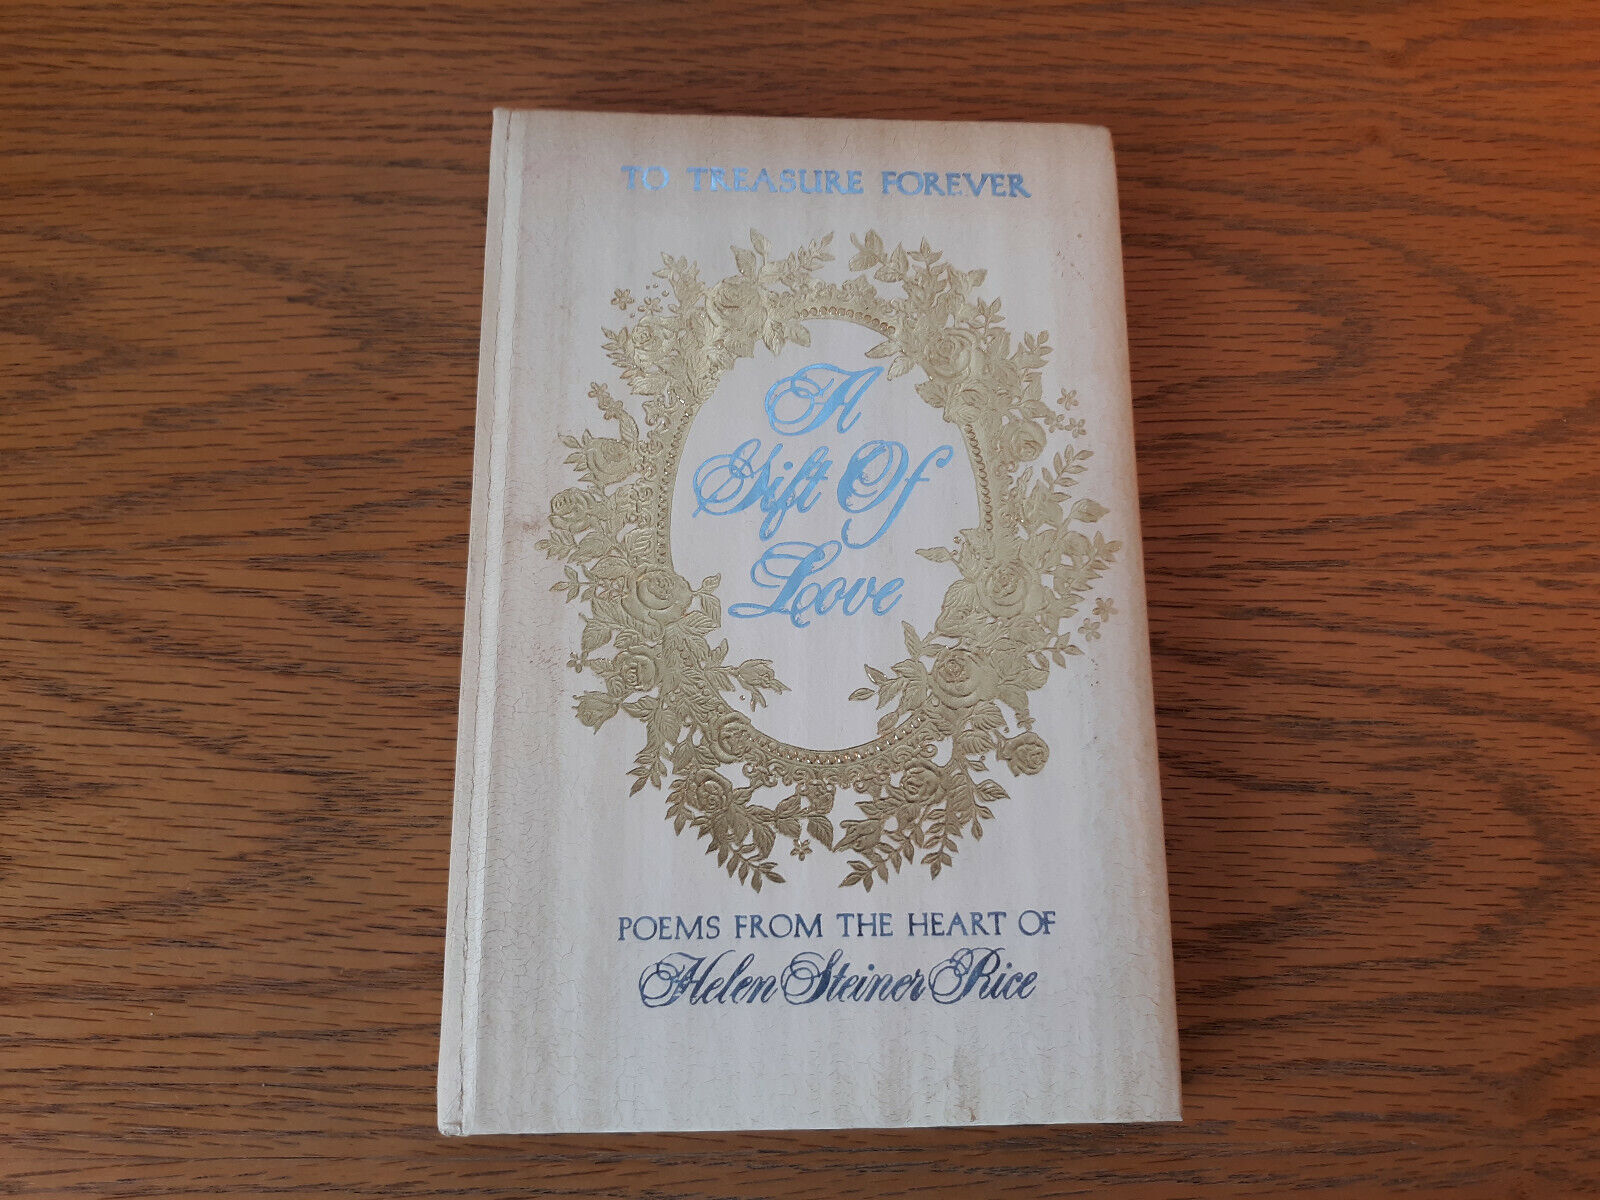 TO TREASURE FOREVER
A
Gift Of
Love
POEMS FROM THE HEART OF
Helen Steiner Rice